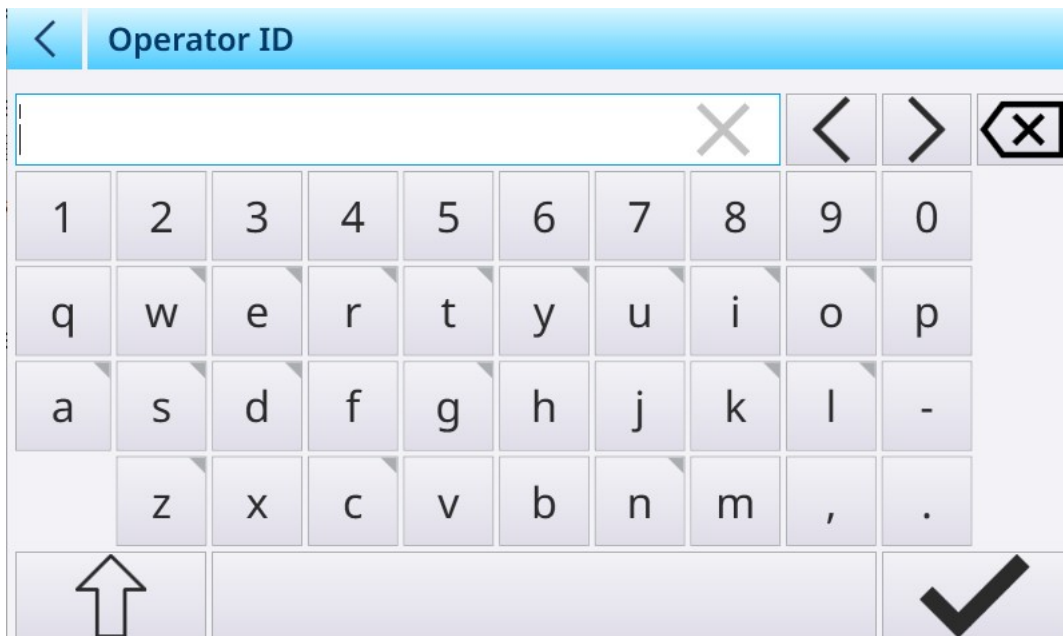 Operator ID
1 2 3 4 5 6 7 8 9 0
q w e r t y u i o p
a s d f g h j k l -
z x c v b n m , .